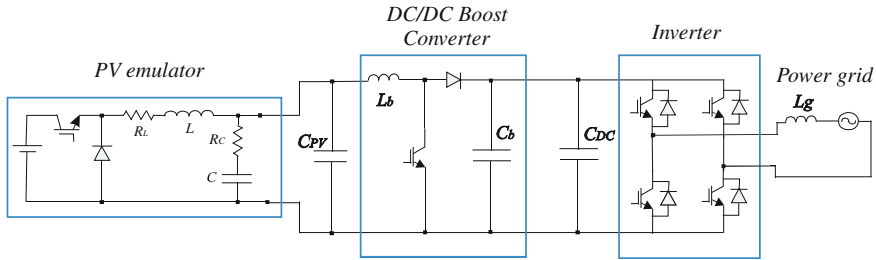 DC/DC Boost
Converter
Inverter
PV emulator
Power grid
RL
L
RC
C
CPV
Lb
Cb
CDC
Lg